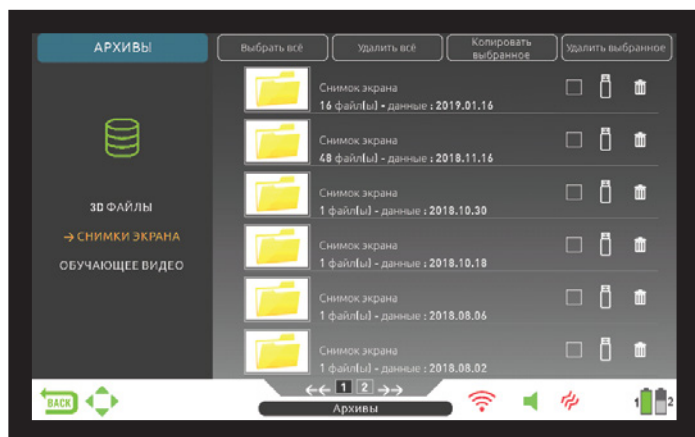 АРХИВЫ
Выбрать всё
Удалить всё
Копировать
выбранное
Удалить выбранное
Снимок экрана
16 файл(ы) - данные : 2019.01.16
Снимок экрана
48 файл(ы) - данные : 2018.11.16
Снимок экрана
1 файл(ы) - данные : 2018.10.30
Снимок экрана
1 файл(ы) - данные : 2018.10.18
Снимок экрана
1 файл(ы) - данные : 2018.08.06
Снимок экрана
1 файл(ы) - данные : 2018.08.02
3D ФАЙЛЫ
→ СНИМКИ ЭКРАНА
ОБУЧАЮЩЕЕ ВИДЕО
BACK
←← 1 2 →→
Архивы
1 2